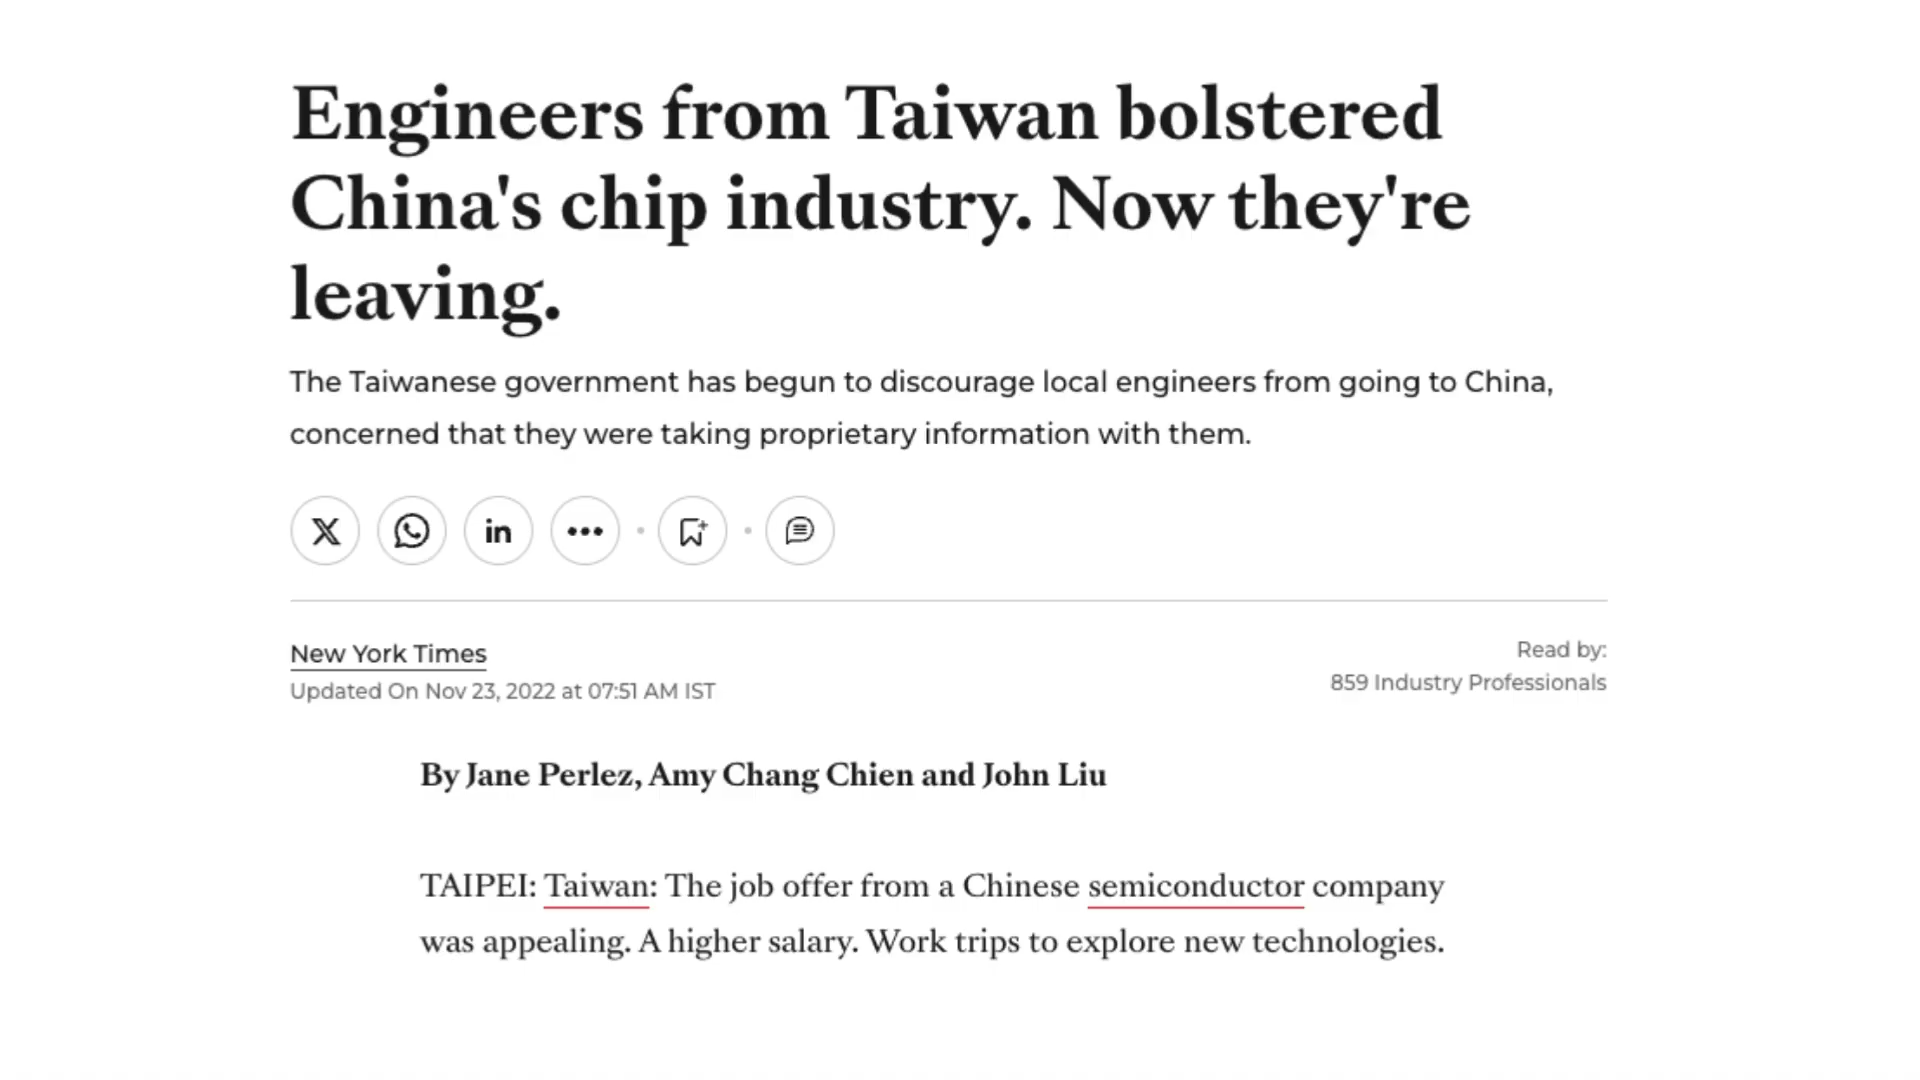 Engineers from Taiwan bolstered
China's chip industry. Now they're
leaving.
The Taiwanese government has begun to discourage local engineers from going to China,
concerned that they were taking proprietary information with them.
X
in
New York Times
Updated On Nov 23, 2022 at 07:51 AM IST
Read by:
859 Industry Professionals
By Jane Perlez, Amy Chang Chien and John Liu
TAIPEI: Taiwan: The job offer from a Chinese semiconductor company
was appealing. A higher salary. Work trips to explore new technologies.